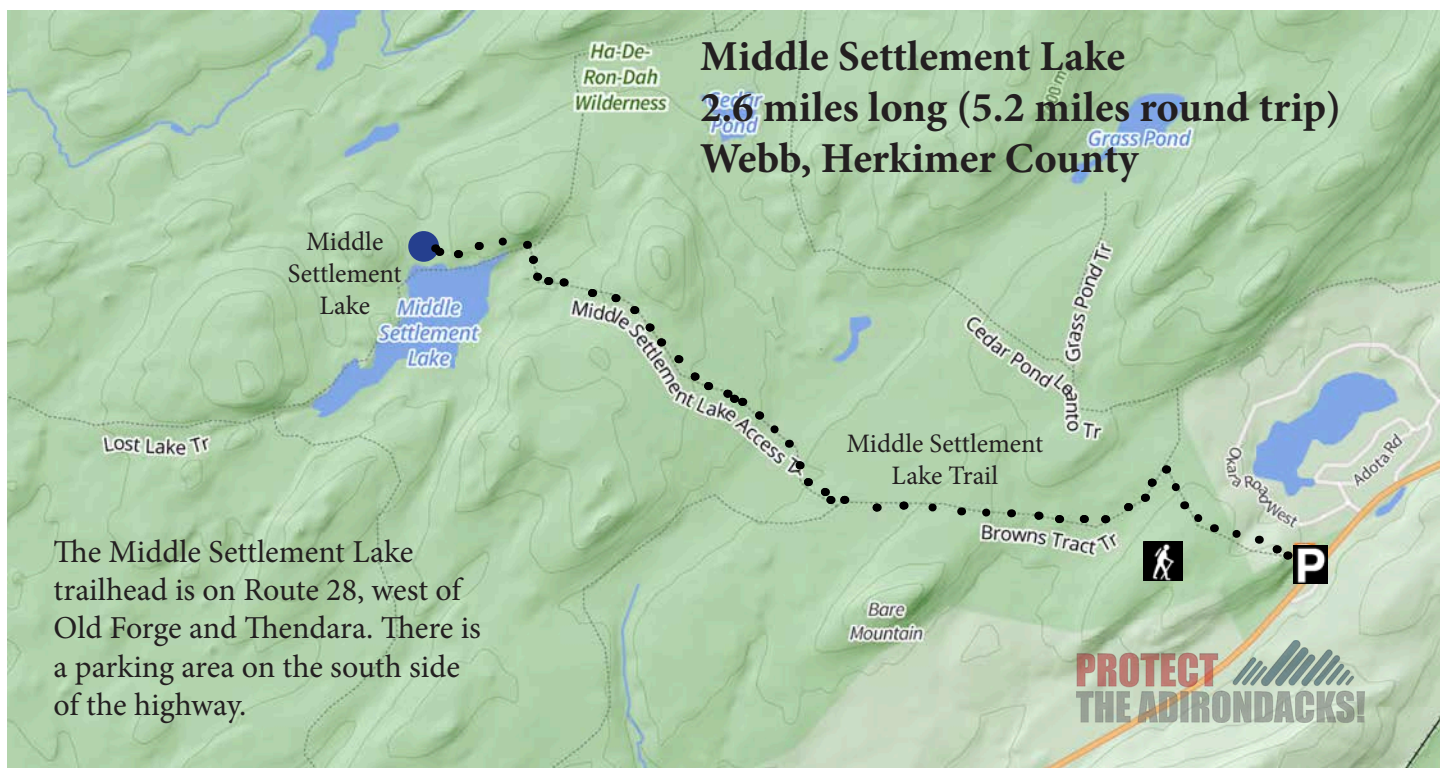 Ha-De-
Ron-Dah
Wilderness
Middle Settlement Lake
2.6 miles long (5.2 miles round trip)
Webb, Herkimer County
Cedar
Pond
00 m
Grass Pond
Middle
Settlement
Lake
Middle
Settlement
Lake
Middle Settlement Lake Access Tr
Lost Lake Tr
Grass Pond Tr
Cedar Pond Leanto Tr
Middle Settlement
Lake Trail
Browns Tract Tr
Okara Road West
Adota Rd
P
Bare
Mountain
The Middle Settlement Lake
trailhead is on Route 28, west of
Old Forge and Thendara. There is
a parking area on the south side
of the highway.
PROTECT
THE ADIRONDACKS!